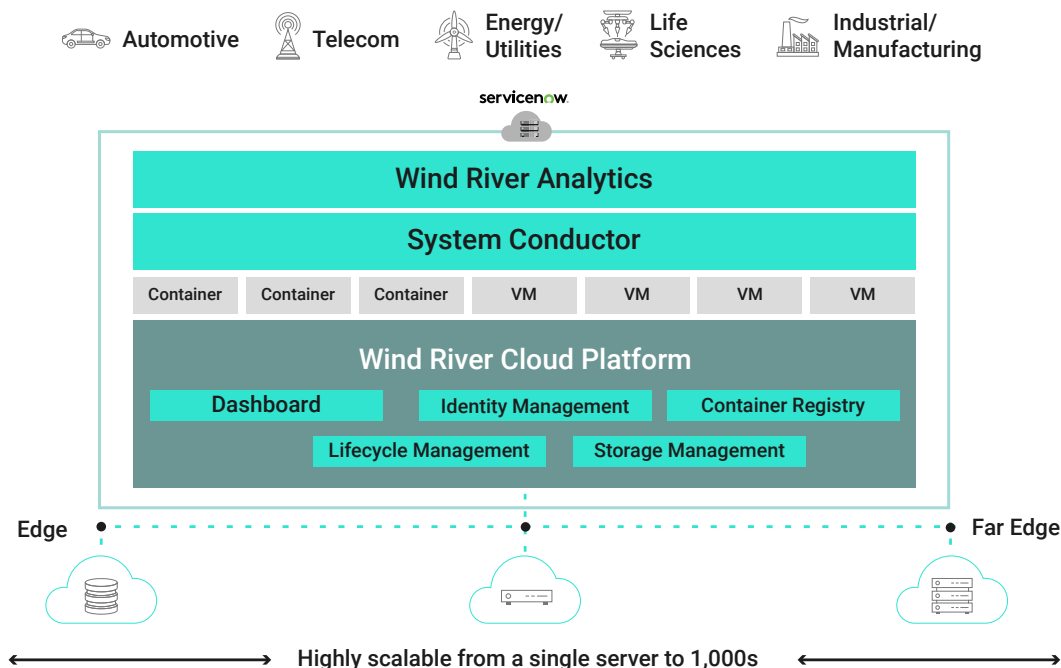 Automotive
Telecom
Energy/
Utilities
Life
Sciences
Industrial/
Manufacturing
servicenow.
Wind River Analytics
System Conductor
Container
Container
Container
VM
VM
VM
VM
Wind River Cloud Platform
Dashboard
Identity Management
Container Registry
Lifecycle Management
Storage Management
Edge
Far Edge
Highly scalable from a single server to 1,000s